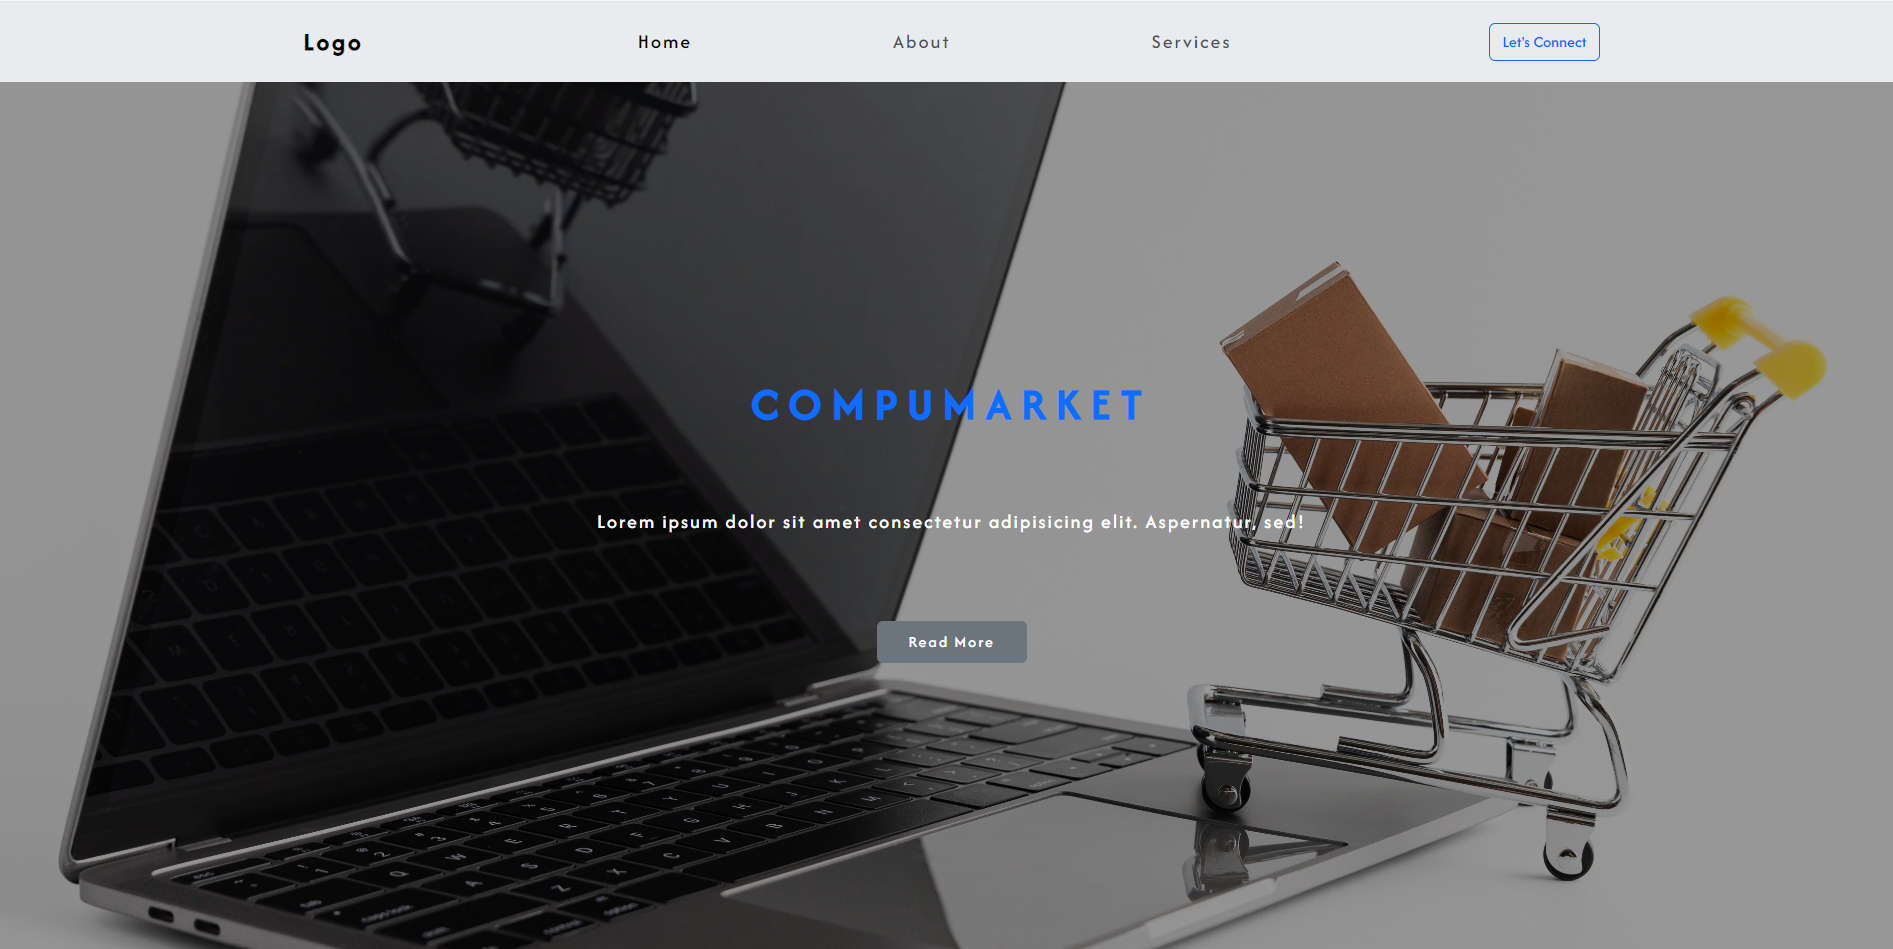 Logo Home About Services Let's Connect
COMPUMARKET
Lorem ipsum dolor sit amet consectetur adipisicing elit. Aspernatur, sed!
Read More